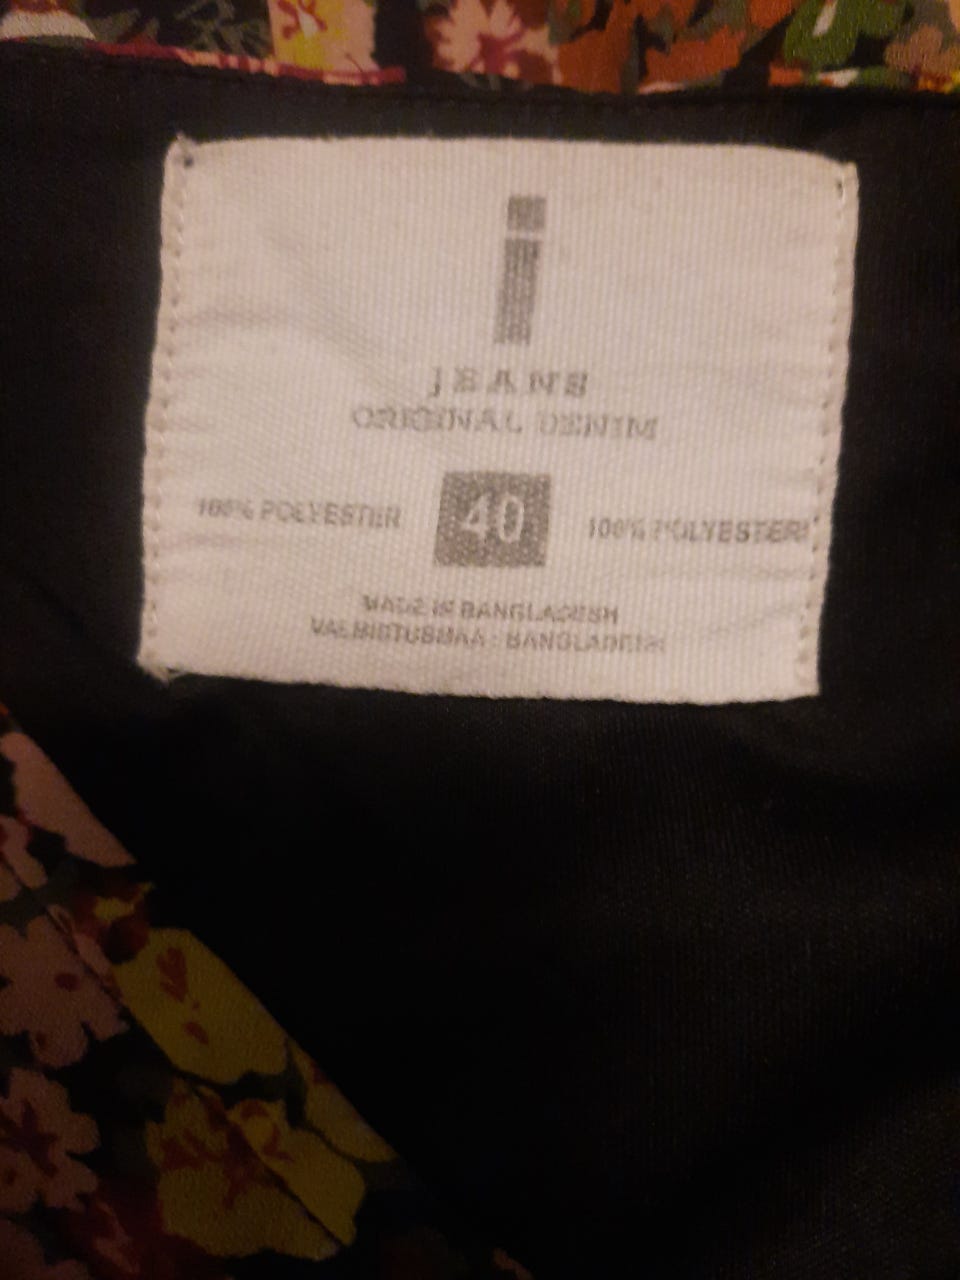 i
JEANS
ORIGINAL DENIM
100% POLYESTER 40 100% POLYESTERI
MADE IN BANGLADESH
VALMISTUSMAA : BANGLADESH